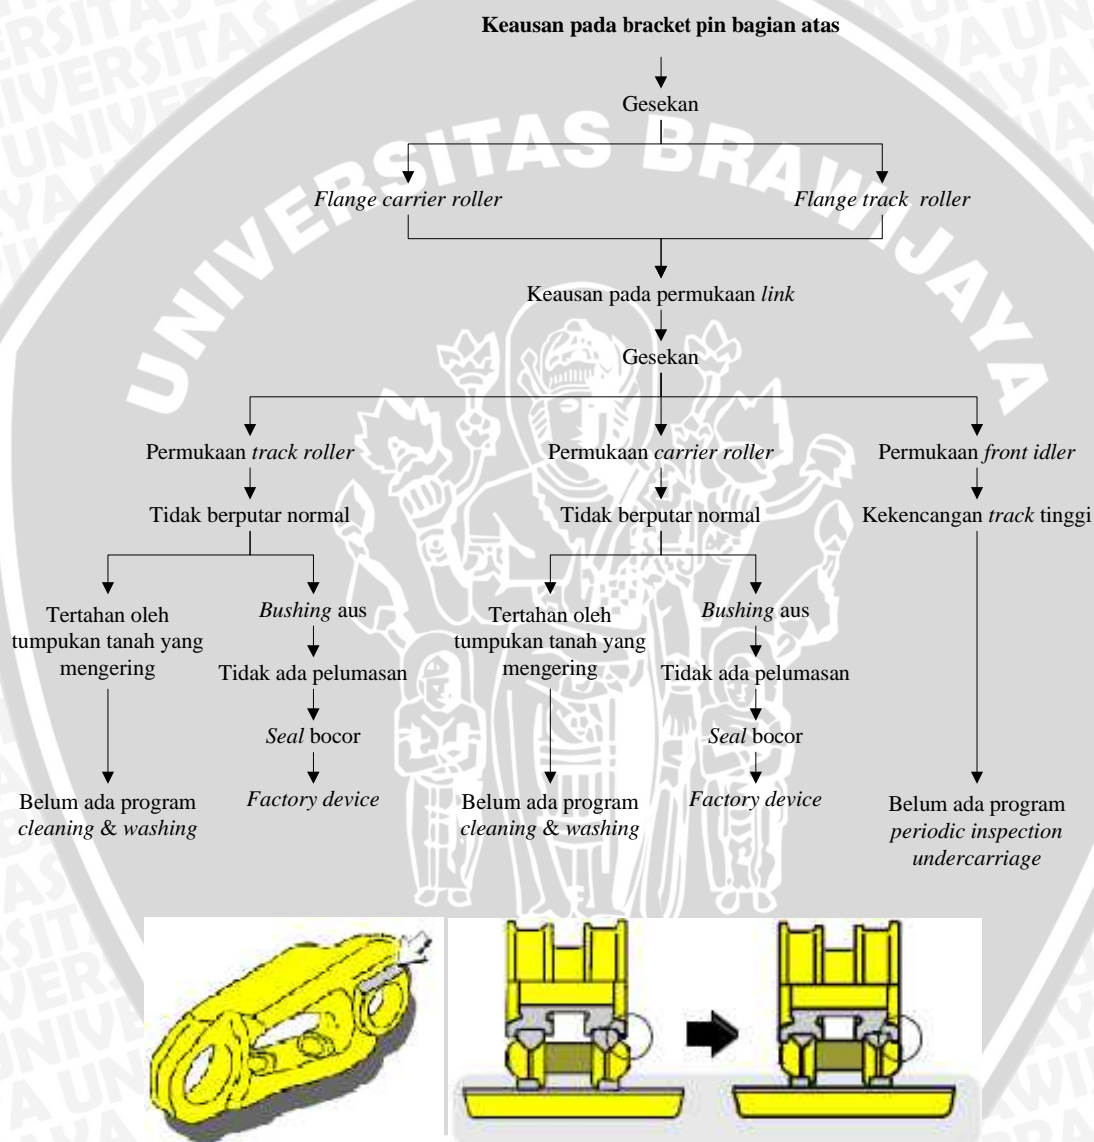 Keausan pada bracket pin bagian atas
Gesekan
Flange carrier roller
Flange track roller
Keausan pada permukaan link
Gesekan
Permukaan track roller
Permukaan carrier roller
Permukaan front idler
Tidak berputar normal
Tidak berputar normal
Kekencangan track tinggi
Tertahan oleh
tumpukan tanah yang
mengering
Bushing aus
Tertahan oleh
tumpukan tanah yang
mengering
Bushing aus
Tidak ada pelumasan
Tidak ada pelumasan
Seal bocor
Seal bocor
Belum ada program
cleaning & washing
Factory device
Belum ada program
cleaning & washing
Factory device
Belum ada program
periodic inspection
undercarriage
UNIVERSITAS BRAWIJAYA